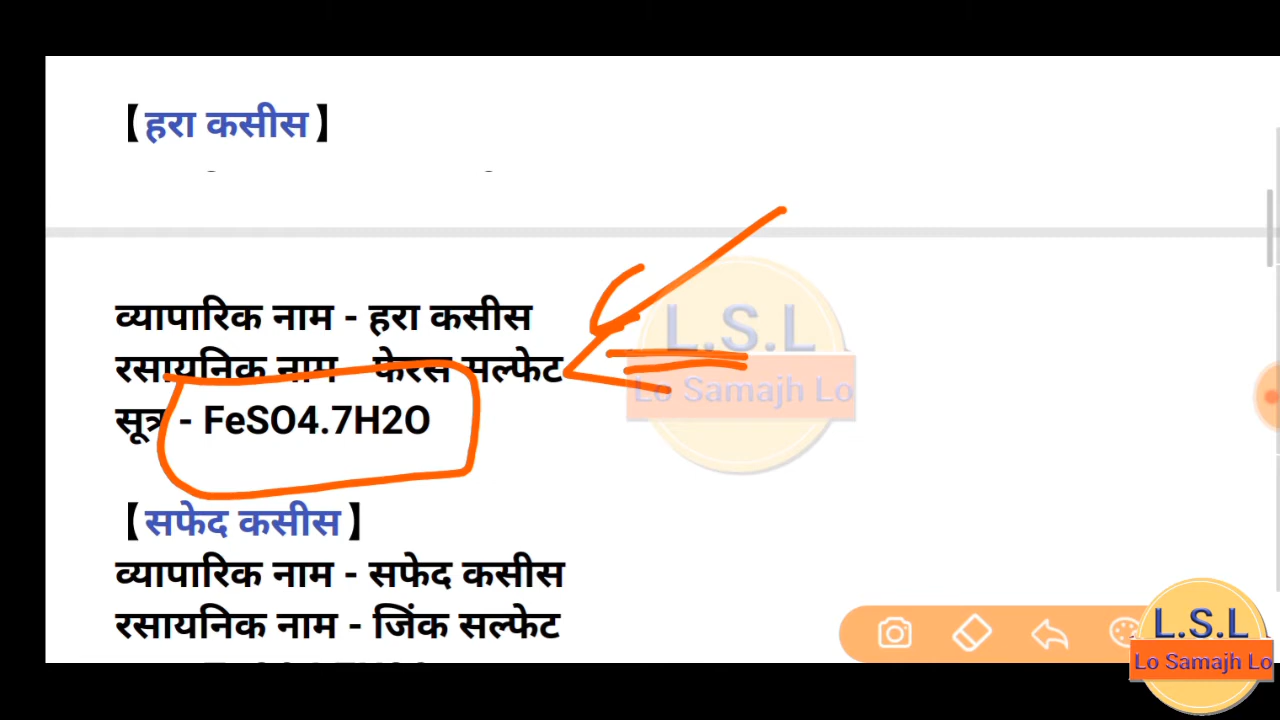 【हरा कसीस】
व्यापारिक नाम - हरा कसीस
रसायनिक नाम - फेरस सल्फेट
सूत्र - FeSO4.7H2O
L.S.L
Lo Samajh Lo
【सफेद कसीस】
व्यापारिक नाम - सफेद कसीस
रसायनिक नाम - जिंक सल्फेट
L.S.L
Lo Samajh Lo